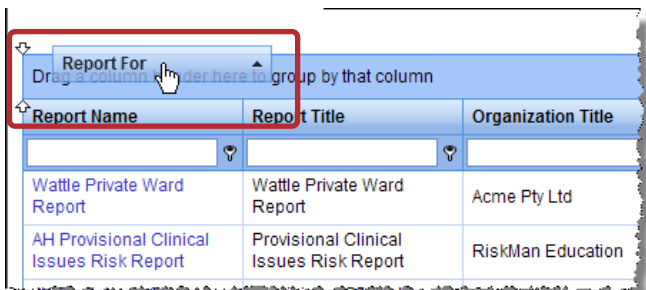 Report For
Drag a column header here to group by that column
Report Name Report Title Organization Title
Wattle Private Ward Wattle Private Ward Acme Pty Ltd
Report Report
AH Provisional Clinical Provisional Clinical RiskMan Education
Issues Risk Report Issues Risk Report